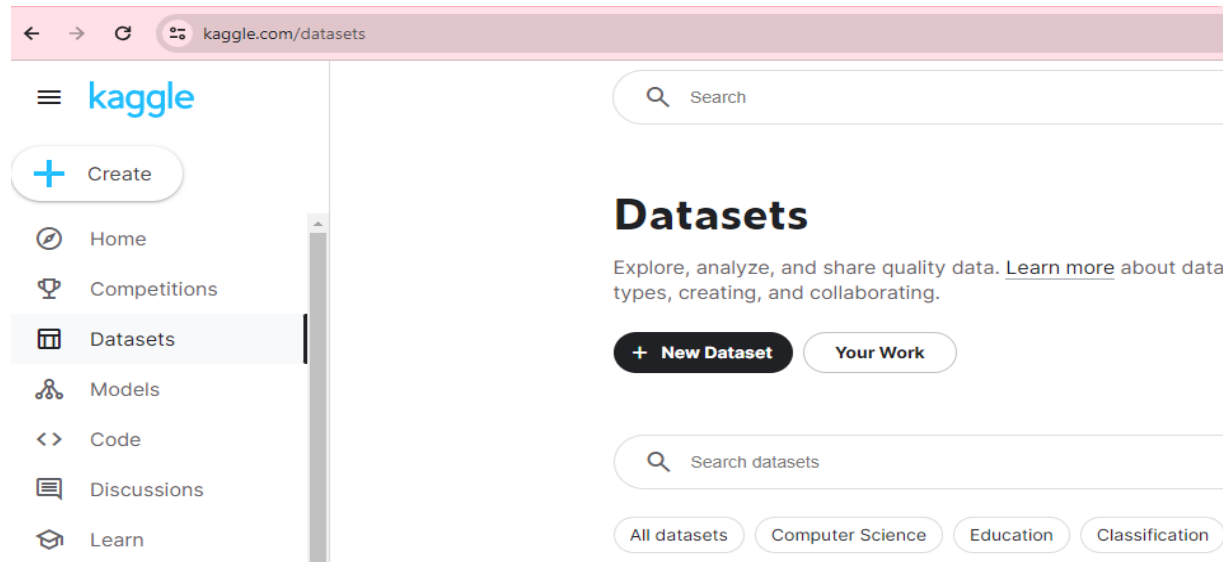 kaggle.com/datasets
kaggle
Search
Create
Home
Competitions
Datasets
Models
Code
Discussions
Learn
Datasets
Explore, analyze, and share quality data. Learn more about data
types, creating, and collaborating.
+ New Dataset
Your Work
Search datasets
All datasets Computer Science Education Classification